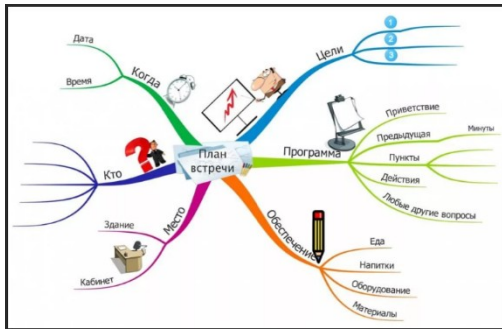 План
встречи
Когда
Дата
Время
Цели
1
2
3
Программа
Приветствие
Предыдущая
Минуты
Пункты
Действия
Любые другие вопросы
Обеспечение
Еда
Напитки
Оборудование
Материалы
Место
Здание
Кабинет
Кто